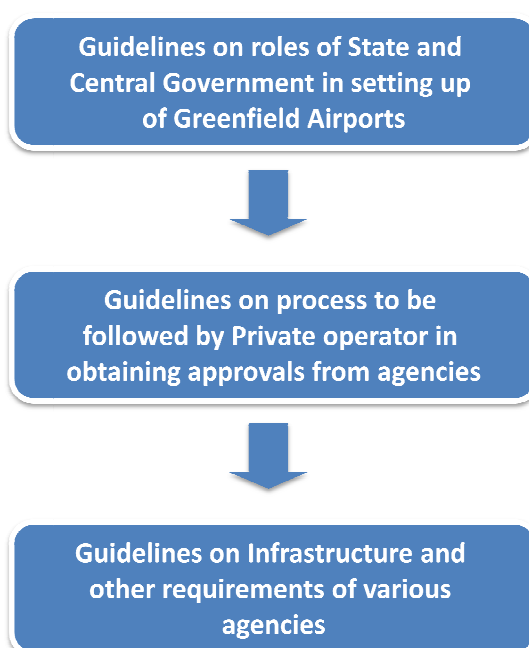 Guidelines on roles of State and
Central Government in setting up
of Greenfield Airports
Guidelines on process to be
followed by Private operator in
obtaining approvals from agencies
Guidelines on Infrastructure and
other requirements of various
agencies